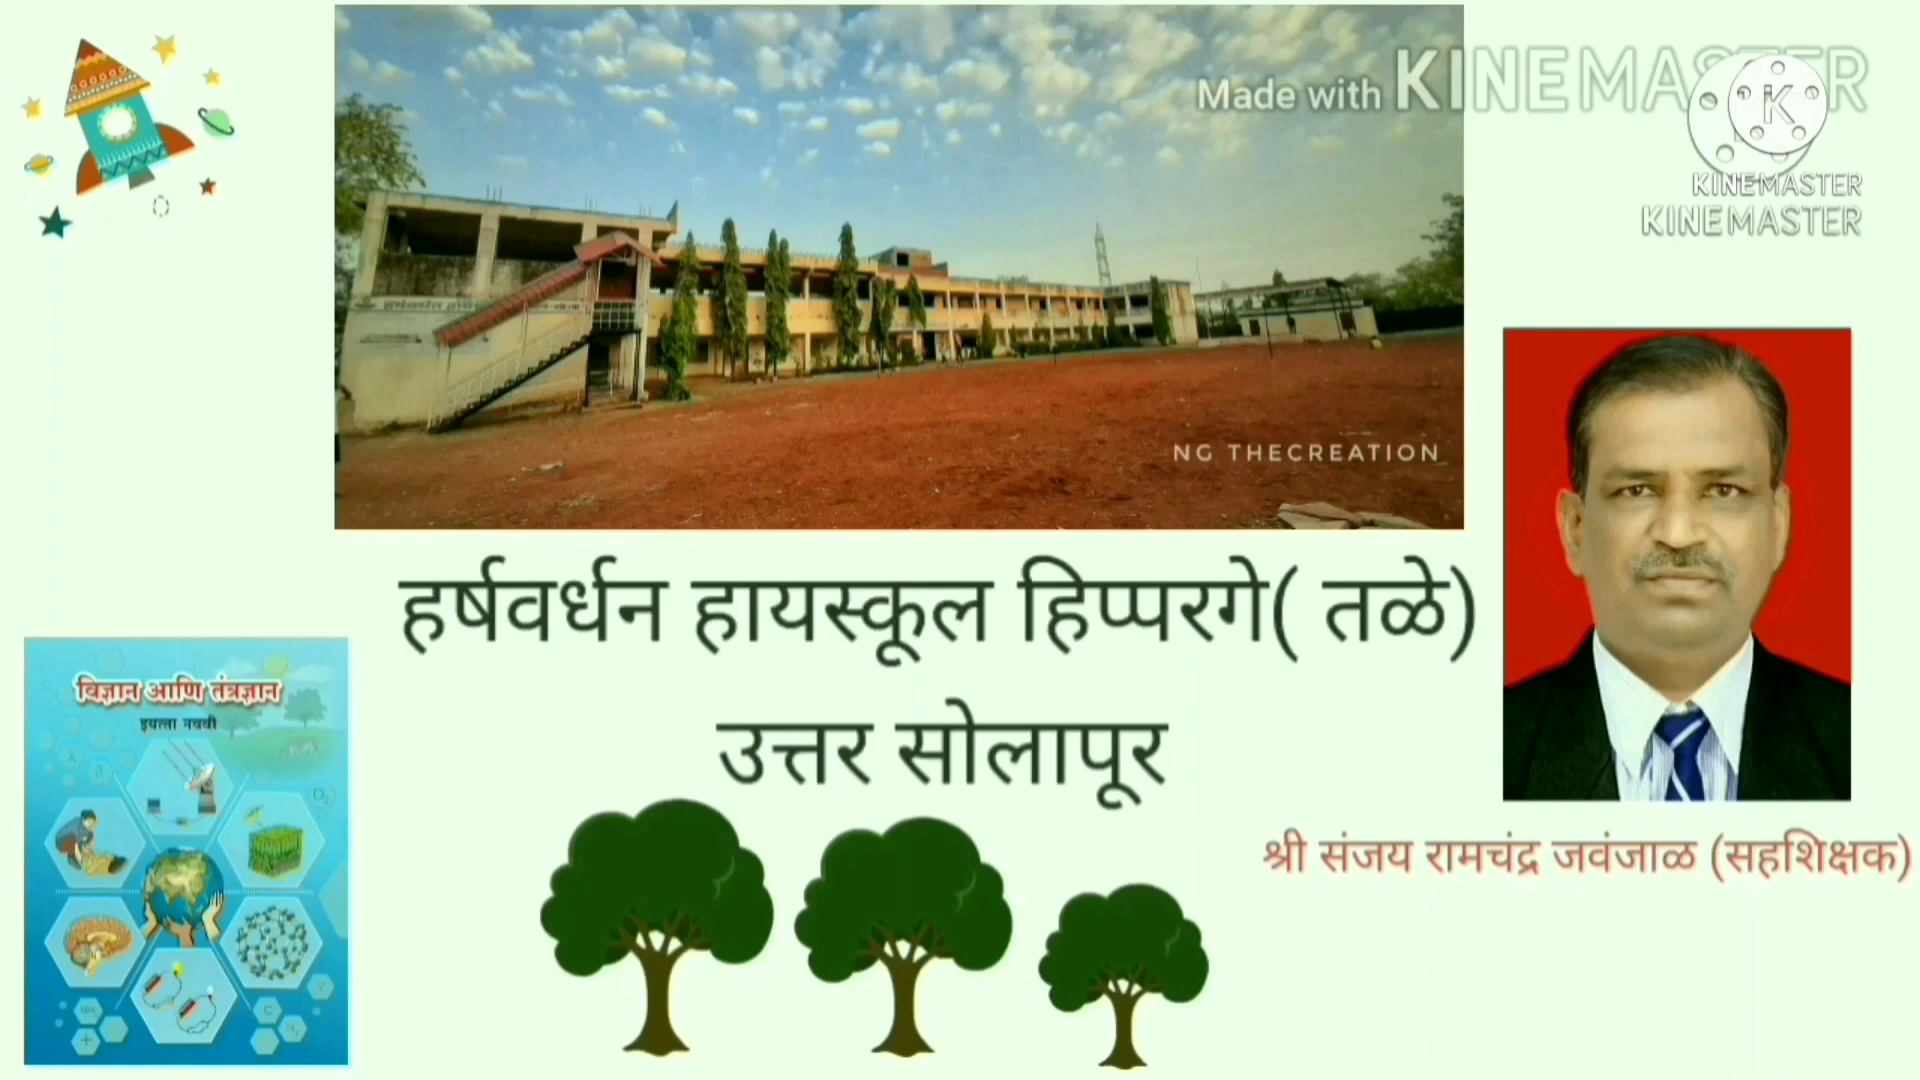 Made with KINEMASTER
K
KINEMASTER
KINEMASTER
NG THECREATION
हर्षवर्धन हायस्कूल हिप्परगे( तळे)
उत्तर सोलापूर
विज्ञान आणि तंत्रज्ञान
इयत्ता नववी
श्री संजय रामचंद्र जवंजाळ (सहशिक्षक)